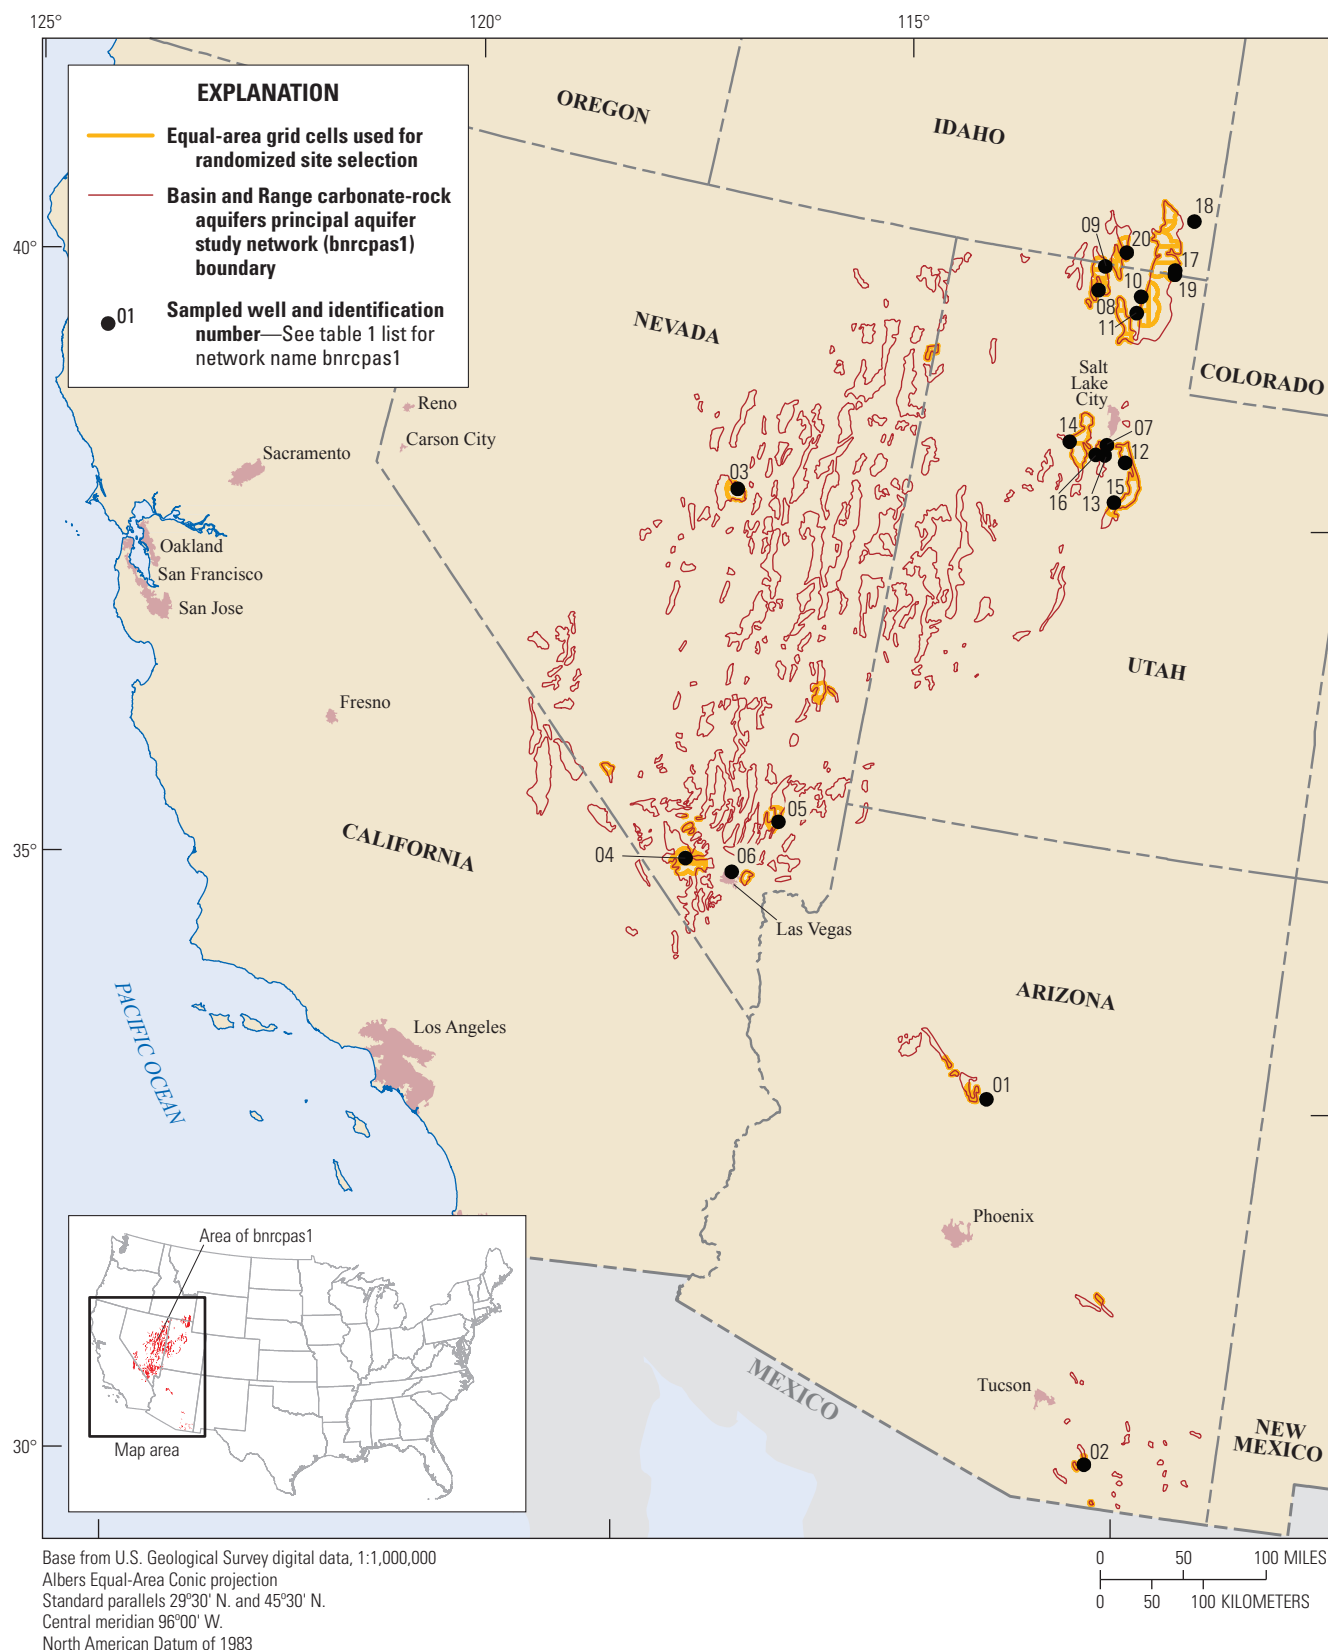 125°
120°
115°
EXPLANATION
Equal-area grid cells used for
randomized site selection
Basin and Range carbonate-rock
aquifers principal aquifer
study network (bnrcpas1)
boundary
01
Sampled well and identification
number—See table 1 list for
network name bnrcpas1
OREGON
IDAHO
40°
18
09
20
17
10
19
08
11
NEVADA
Salt
Lake
City
COLORADO
Reno
Carson City
14
07
Sacramento
12
03
15
16
13
Oakland
San Francisco
San Jose
UTAH
Fresno
05
CALIFORNIA
35°
04
06
Las Vegas
ARIZONA
PACIFIC OCEAN
Los Angeles
01
Phoenix
Area of bnrcpas1
Map area
MEXICO
Tucson
NEW
MEXICO
30°
02
Base from U.S. Geological Survey digital data, 1:1,000,000
Albers Equal-Area Conic projection
Standard parallels 29º30' N. and 45º30' N.
Central meridian 96º00' W.
North American Datum of 1983
0 50 100 MILES
0 50 100 KILOMETERS